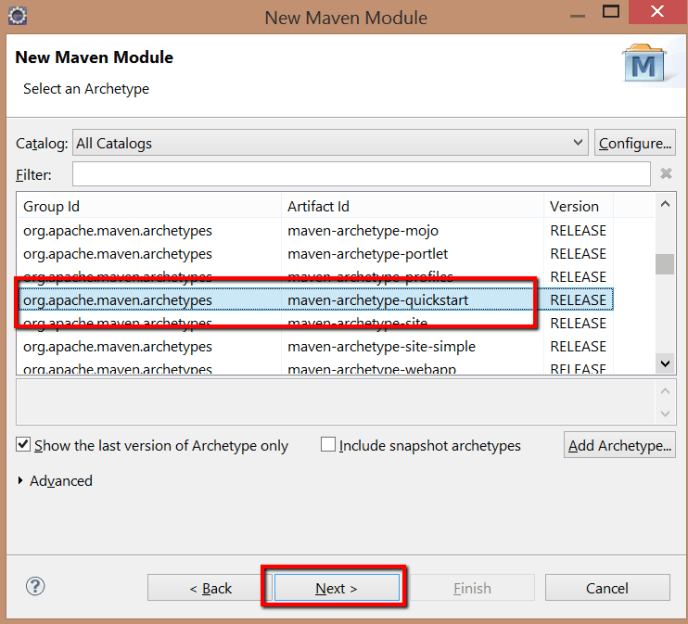 New Maven Module
New Maven Module
Select an Archetype
M
Catalog: All Catalogs Configure...
Filter:
Group Id Artifact Id Version
org.apache.maven.archetypes maven-archetype-mojo RELEASE
org.apache.maven.archetypes maven-archetype-portlet RELEASE
org.apache.maven.archetypes maven-archetype-profiles RELEASE
org.apache.maven.archetypes maven-archetype-quickstart RELEASE
org.apache.maven.archetypes maven-archetype-site RELEASE
org.apache.maven.archetypes maven-archetype-site-simple RELEASE
org.apache.maven.archetypes maven-archetype-webapp RELEASE
Show the last version of Archetype only Include snapshot archetypes Add Archetype...
Advanced
? < Back Next > Finish Cancel